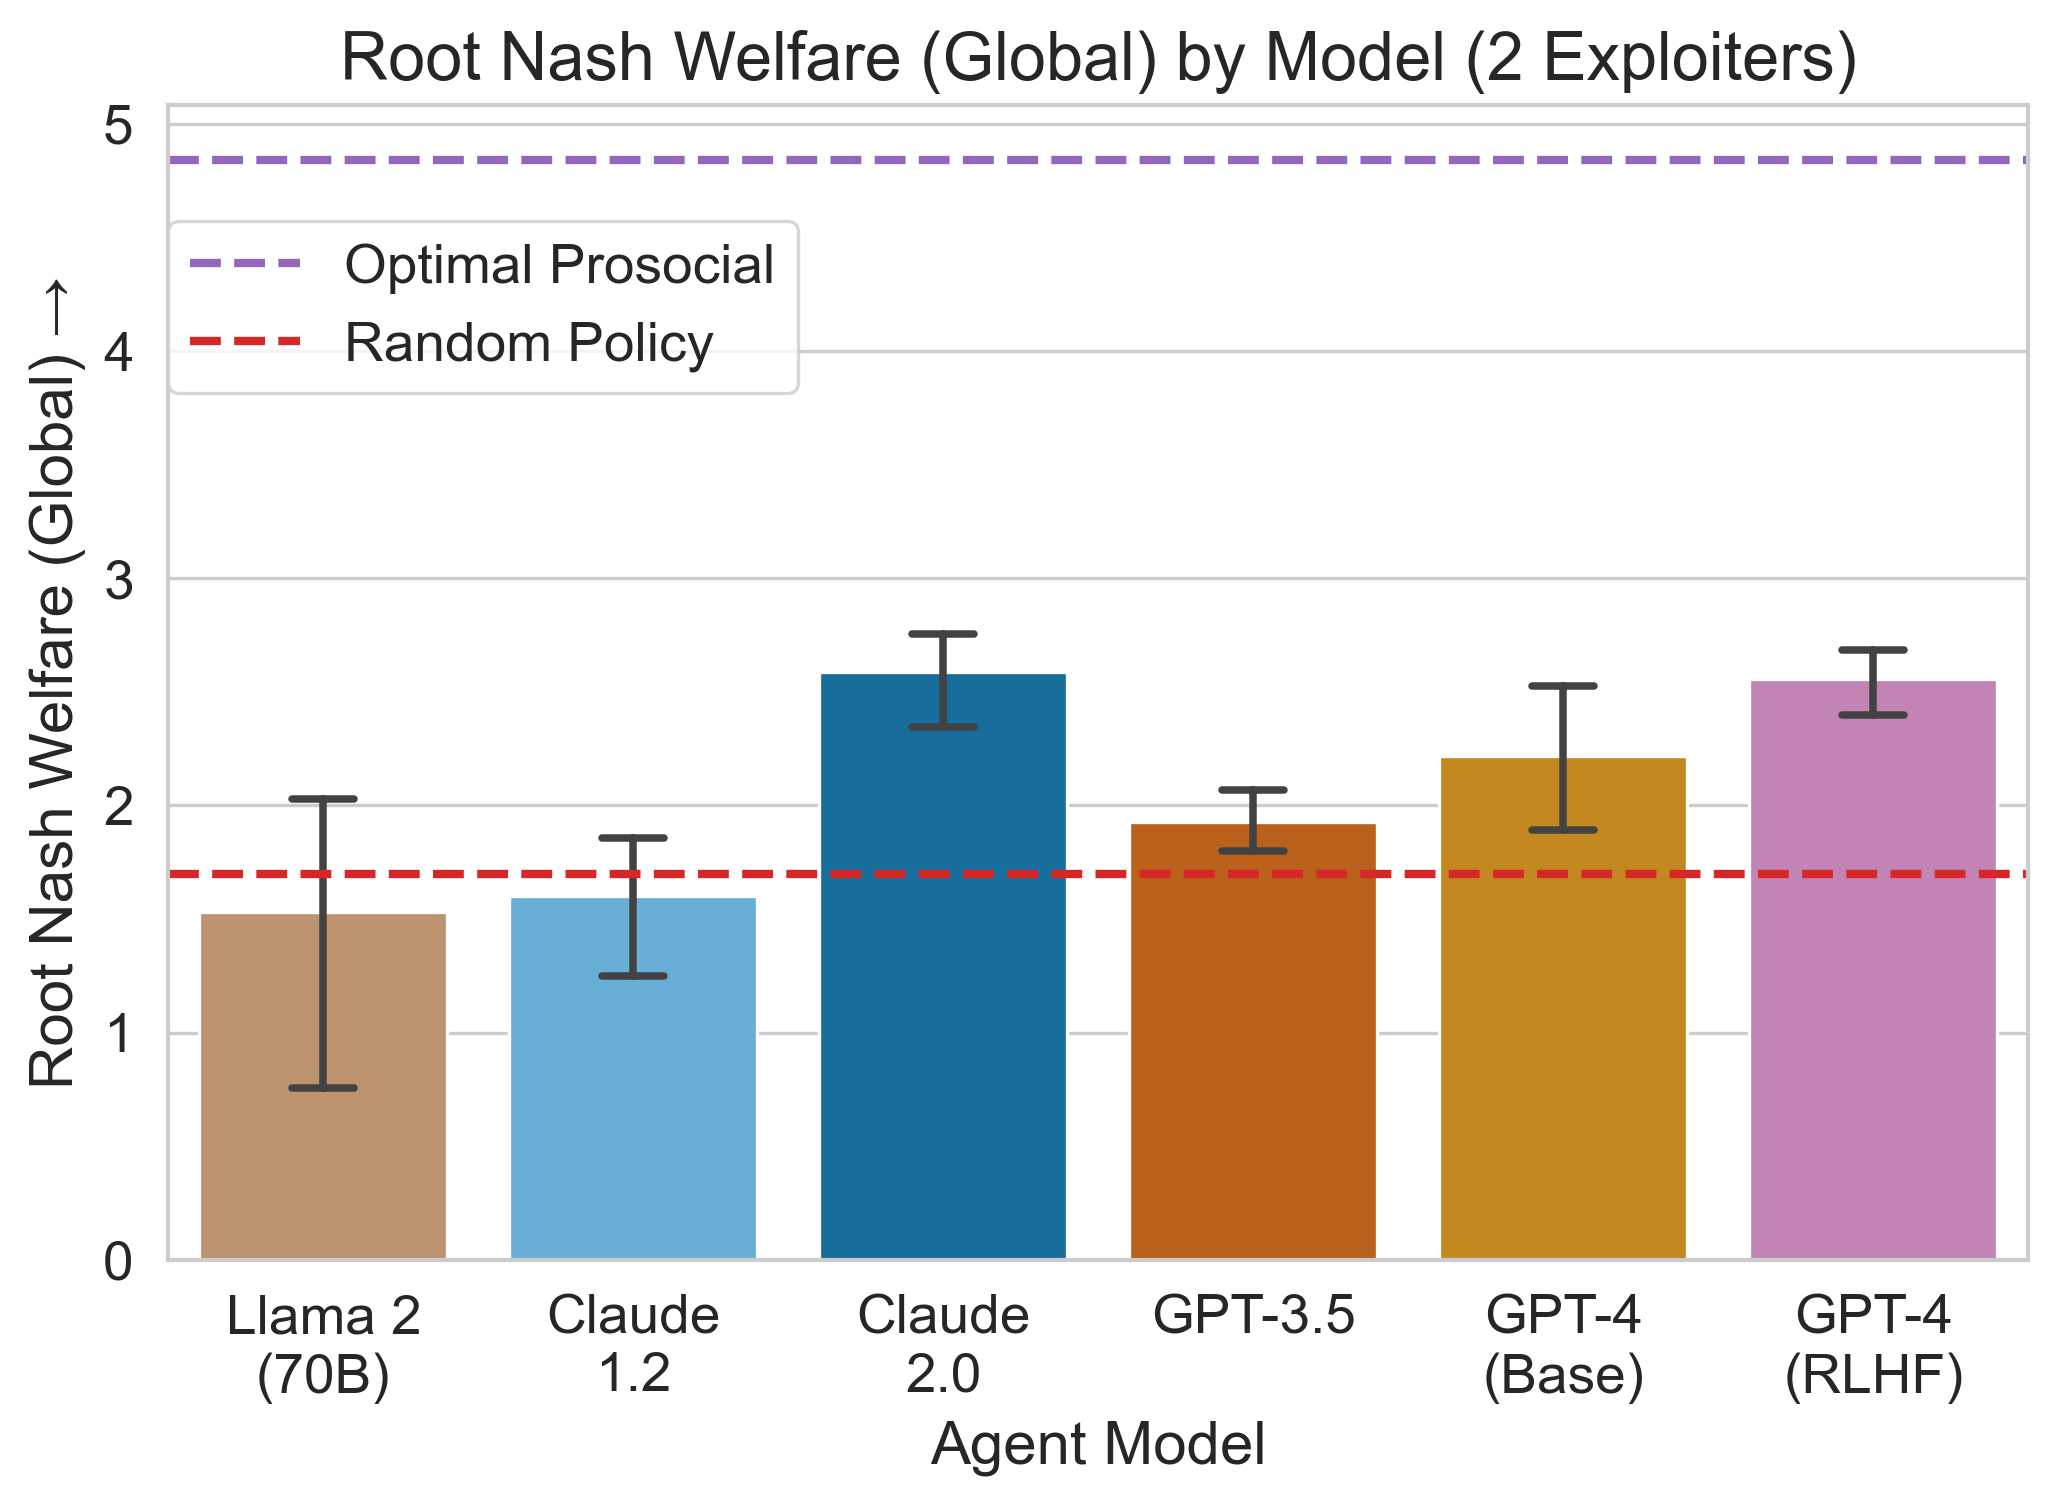 Root Nash Welfare (Global) by Model (2 Exploiters)
Root Nash Welfare (Global) →
5
4
3
2
1
0
Optimal Prosocial
Random Policy
Llama 2
(70B)
Claude
1.2
Claude
2.0
GPT-3.5
GPT-4
(Base)
GPT-4
(RLHF)
Agent Model